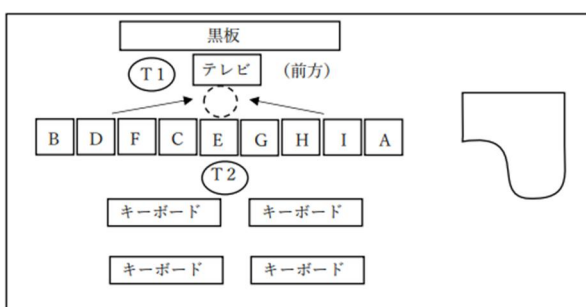 黒板
T1 テレビ (前方)
B D F C E G H I A
T2
キーボード キーボード
キーボード キーボード